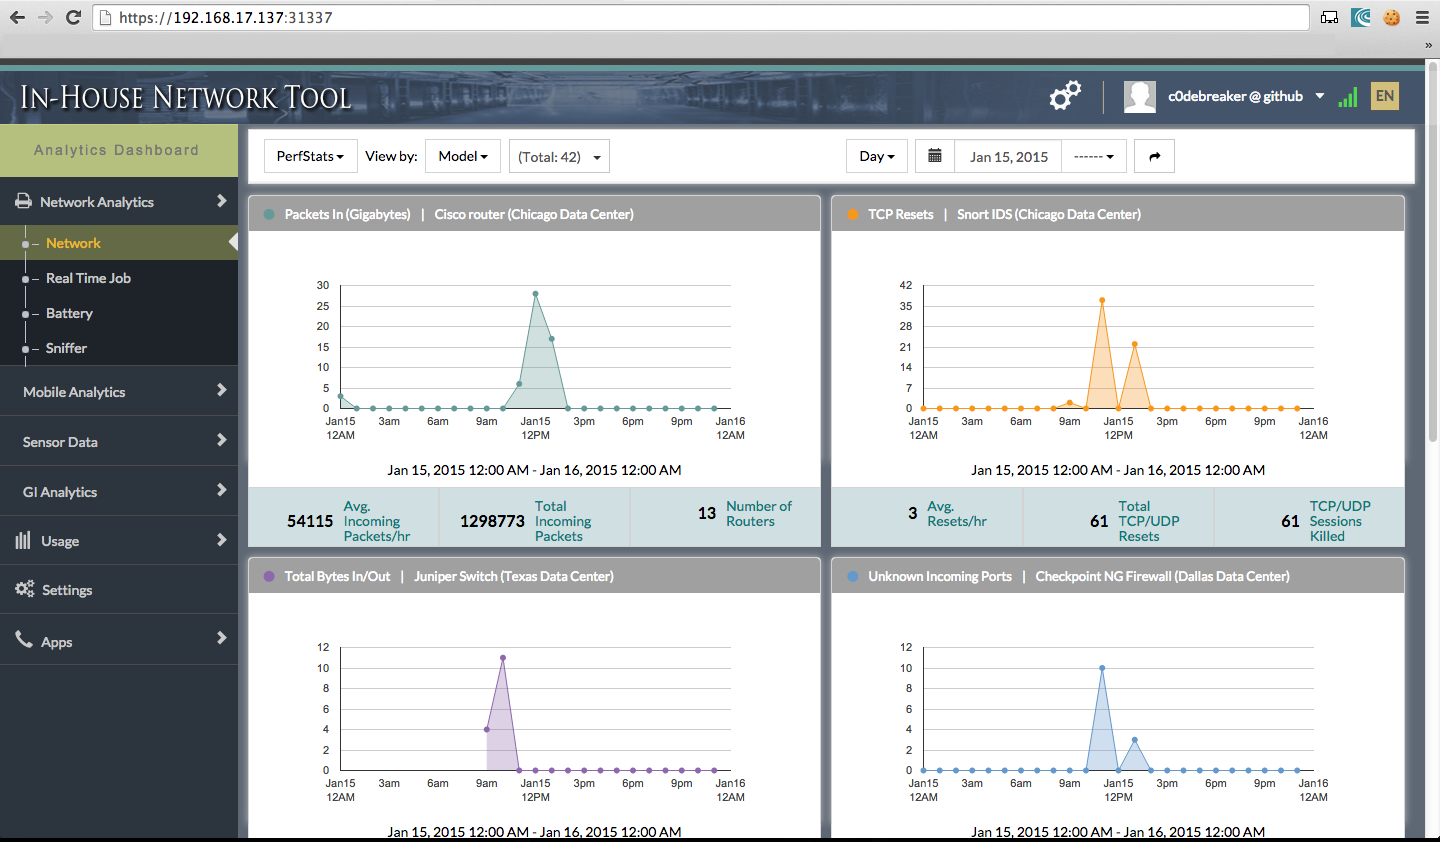 https://192.168.17.137:31337
»
IN-HOUSE NETWORK TOOL
c0debreaker @ github
EN
Analytics Dashboard
Network Analytics
Network
Real Time Job
Battery
Sniffer
Mobile Analytics
Sensor Data
GI Analytics
Usage
Settings
Apps
PerfStats
View by:
Model
(Total: 42)
Day
Jan 15, 2015
------
Packets In (Gigabytes) | Cisco router (Chicago Data Center)
30
25
20
15
10
5
0
Jan15 3am 6am 9am Jan15 3pm 6pm 9pm Jan16
12AM 12PM 12AM
Jan 15, 2015 12:00 AM - Jan 16, 2015 12:00 AM
54115
Avg.
Incoming
Packets/hr
1298773
Total
Incoming
Packets
13
Number of
Routers
TCP Resets | Snort IDS (Chicago Data Center)
42
35
28
21
14
7
0
Jan15 3am 6am 9am Jan15 3pm 6pm 9pm Jan16
12AM 12PM 12AM
Jan 15, 2015 12:00 AM - Jan 16, 2015 12:00 AM
3
Avg.
Resets/hr
61
Total
TCP/UDP
Resets
61
TCP/UDP
Sessions
Killed
Total Bytes In/Out | Juniper Switch (Texas Data Center)
12
10
8
6
4
2
0
Jan15 3am 6am 9am Jan15 3pm 6pm 9pm Jan16
12AM 12PM 12AM
Jan 15, 2015 12:00 AM - Jan 16, 2015 12:00 AM
Unknown Incoming Ports | Checkpoint NG Firewall (Dallas Data Center)
12
10
8
6
4
2
0
Jan15 3am 6am 9am Jan15 3pm 6pm 9pm Jan16
12AM 12PM 12AM
Jan 15, 2015 12:00 AM - Jan 16, 2015 12:00 AM